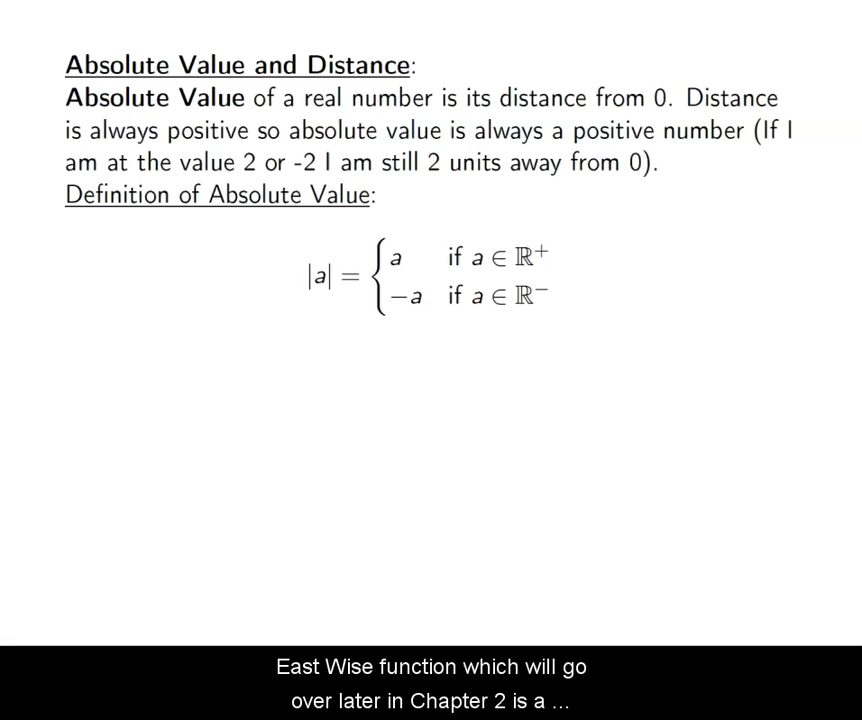 Absolute Value and Distance:
Absolute Value of a real number is its distance from 0. Distance
is always positive so absolute value is always a positive number (If I
am at the value 2 or -2 I am still 2 units away from 0).
Definition of Absolute Value:
|a| = { a if a ∈ ℝ⁺
−a if a ∈ ℝ⁻
East Wise function which will go
over later in Chapter 2 is a ...